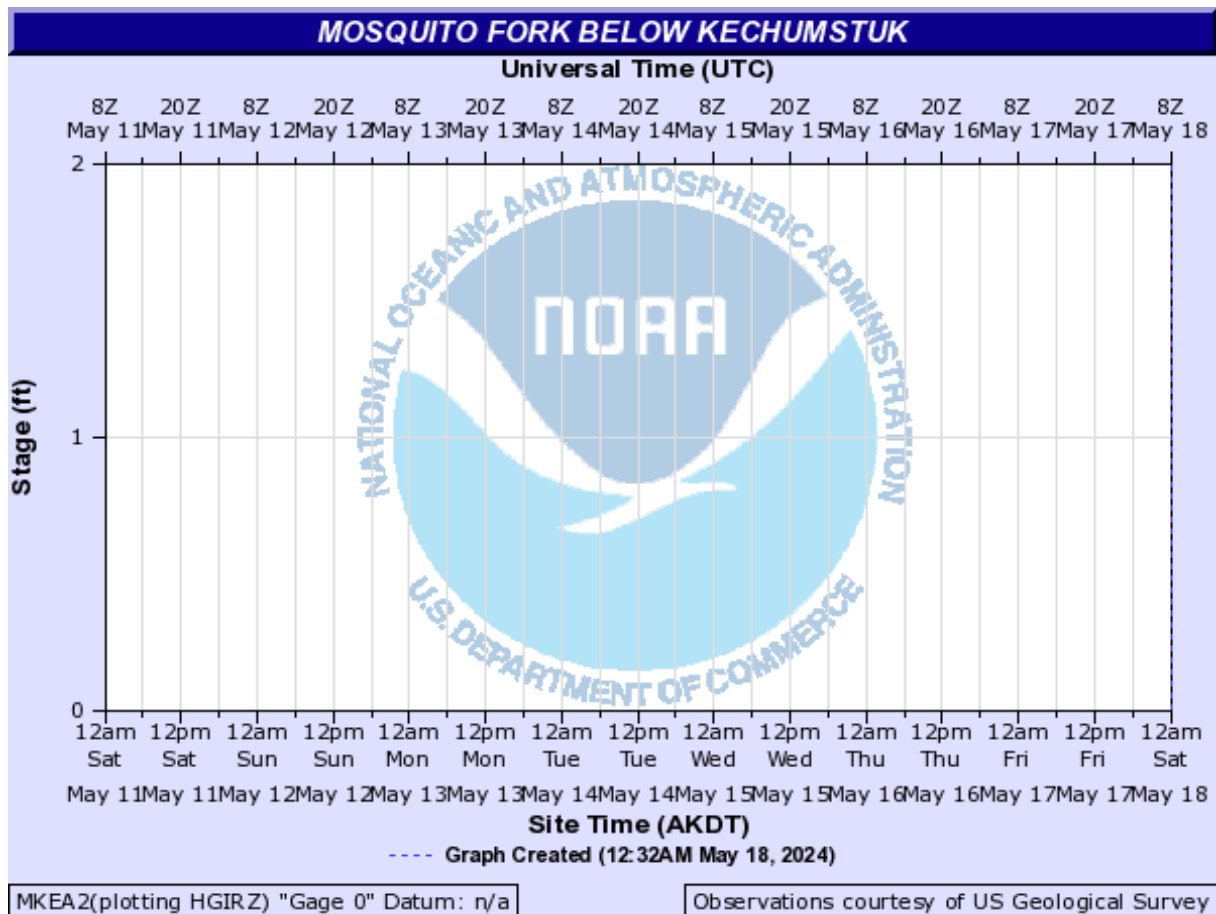 MOSQUITO FORK BELOW KECHUMSTUK
Universal Time (UTC)
8Z 20Z 8Z 20Z 8Z 20Z 8Z 20Z 8Z 20Z 8Z 20Z 8Z 20Z 8Z
May 11 May 11 May 12 May 12 May 13 May 13 May 14 May 14 May 15 May 15 May 16 May 16 May 17 May 17 May 18
2
NATIONAL OCEANIC AND ATMOSPHERIC ADMINISTRATION
NOAA
Stage (ft)
1
U.S. DEPARTMENT OF COMMERCE
0
12am 12pm 12am 12pm 12am 12pm 12am 12pm 12am 12pm 12am 12pm 12am 12pm 12am
Sat Sat Sun Sun Mon Mon Tue Tue Wed Wed Thu Thu Fri Fri Sat
May 11 May 11 May 12 May 12 May 13 May 13 May 14 May 14 May 15 May 15 May 16 May 16 May 17 May 17 May 18
Site Time (AKDT)
---- Graph Created (12:32AM May 18, 2024)
MKEA2(plotting HGIRZ) "Gage 0" Datum: n/a
Observations courtesy of US Geological Survey